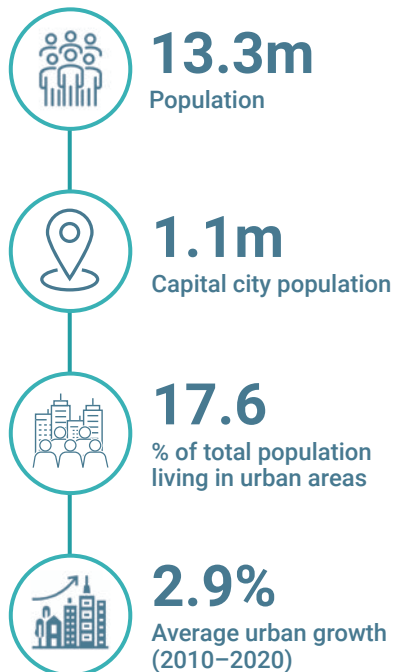 13.3m
Population
1.1m
Capital city population
17.6
% of total population
living in urban areas
2.9%
Average urban growth
(2010–2020)